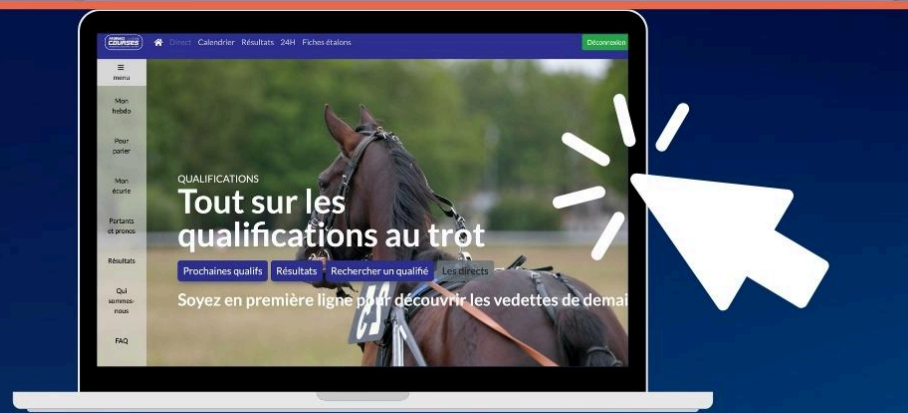 COURSES
Direct Calendrier Résultats 24H Fiches étalons
Déconnexion
menu
Mon
hebdo
Pour
parier
Mon
écurie
Partants
et pronos
Résultats
Qui
sommes-
nous
FAQ
QUALIFICATIONS
Tout sur les
qualifications au trot
Prochaines qualifs Résultats Rechercher un qualifié Les directs
Soyez en première ligne pour découvrir les vedettes de demai